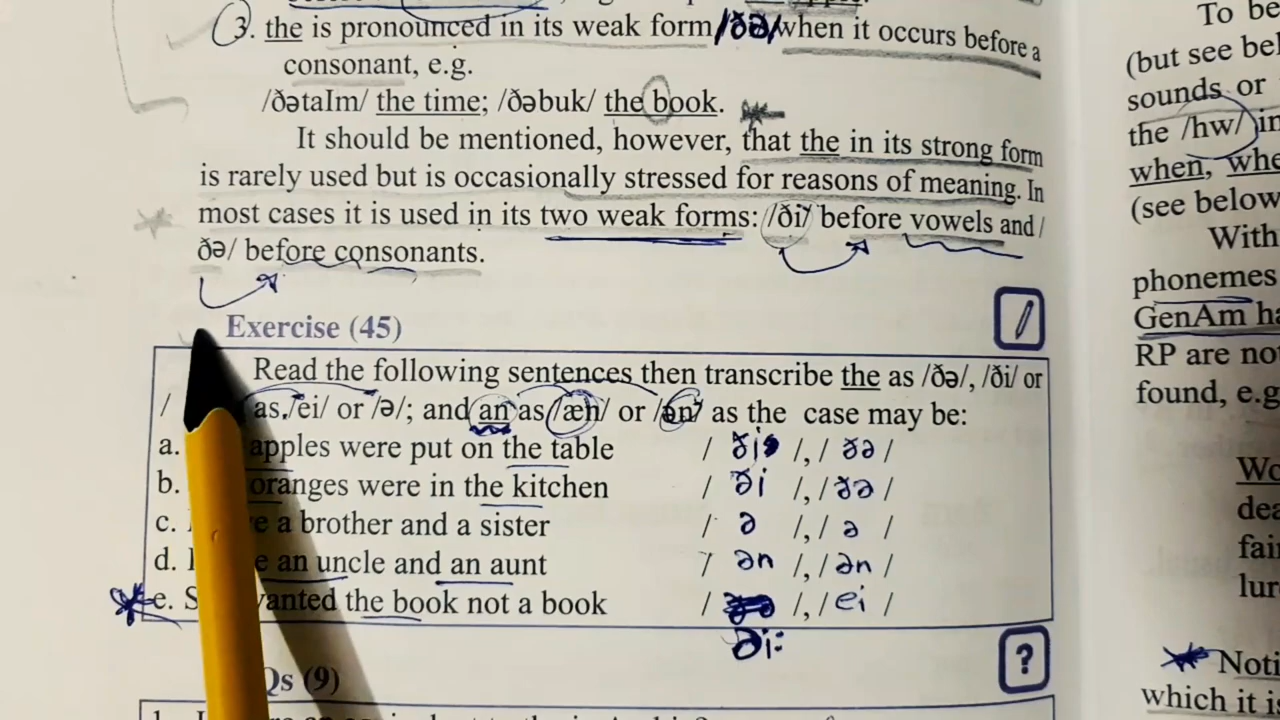 To be
3. the is pronounced in its weak form /ðə/ when it occurs before a
consonant, e.g.
/ðətaIm/ the time; /ðəbuk/ the book.
It should be mentioned, however, that the in its strong form
is rarely used but is occasionally stressed for reasons of meaning. In
most cases it is used in its two weak forms: /ði/ before vowels and /
ðə/ before consonants.
Exercise (45)
Read the following sentences then transcribe the as /ðə/, /ði/ or
/ as /ei/ or /ə/; and an as /æn/ or /ən/ as the case may be:
a. apples were put on the table / ði /, / ðə /
b. oranges were in the kitchen / ði /, / ðə /
c. a brother and a sister / ə /, / ə /
d. an uncle and an aunt / ən /, / ən /
e. wanted the book not a book / /, / ei /
ði:
Qs (9)
(but see bel
sounds or
the /hw/ in
when, whe
(see below
With
phonemes
GenAm ha
RP are no
found, e.g
Wo
dea
fai
lur
Noti
which it is